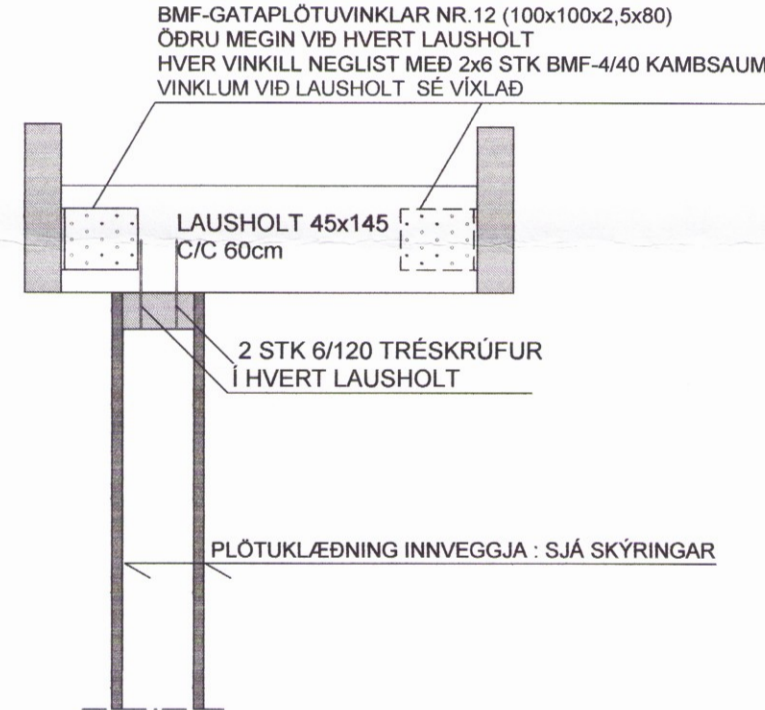 BMF-GATAPLÖTUVINKLAR NR.12 (100x100x2,5x80)
ÖÐRU MEGIN VIÐ HVERT LAUSHOLT
HVER VINKILL NEGLIST MEÐ 2x6 STK BMF-4/40 KAMBSAUM
VINKLUM VIÐ LAUSHOLT SÉ VÍXLAÐ
LAUSHOLT 45x145
C/C 60cm
2 STK 6/120 TRÉSKRÚFUR
Í HVERT LAUSHOLT
PLÖTUKLÆÐNING INNVEGGJA : SJÁ SKÝRINGAR